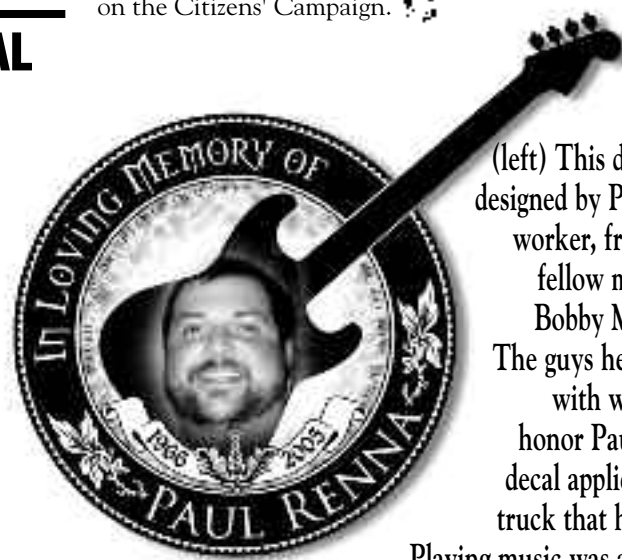 on the Citizens' Campaign.
AL
IN LOVING MEMORY OF
1966 2005
PAUL RENNA
(left) This d
designed by P
worker, fr
fellow m
Bobby M
The guys he
with w
honor Pau
decal applic
truck that h
Playing music was a